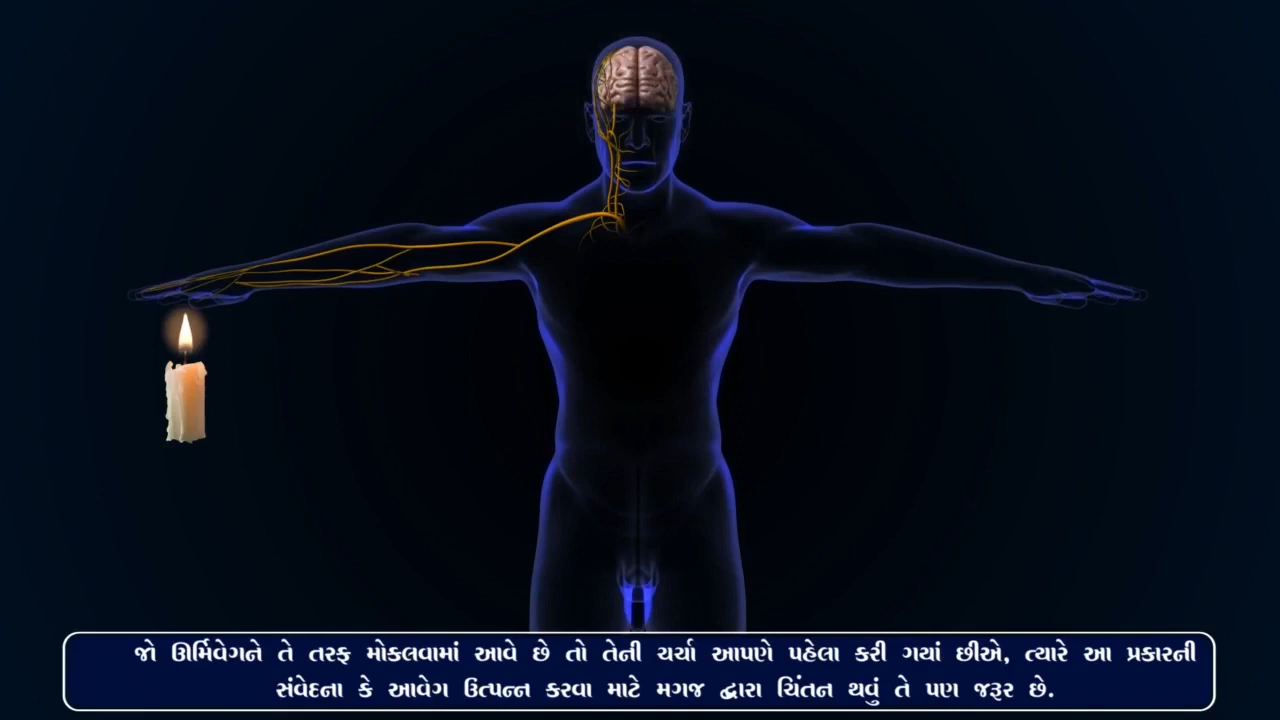 જો ઊર્મિવેગને તે તરફ મોકલવામાં આવે છે તો તેની ચર્ચા આપણે પહેલા કરી ગયાં છીએ, ત્યારે આ પ્રકારની
સંવેદના કે આવેગ ઉત્પન્ન કરવા માટે મગજ દ્વારા ચિંતન થવું તે પણ જરૂર છે.